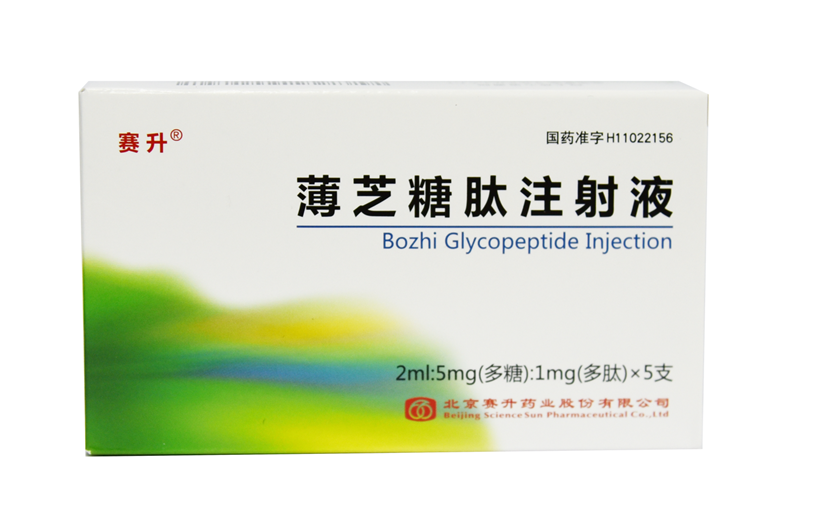 赛升®
国药准字H11022156
薄芝糖肽注射液
Bozhi Glycopeptide Injection
2ml:5mg(多糖):1mg(多肽)×5支
北京赛升药业股份有限公司
Beijing Science Sun Pharmaceutical Co.,Ltd